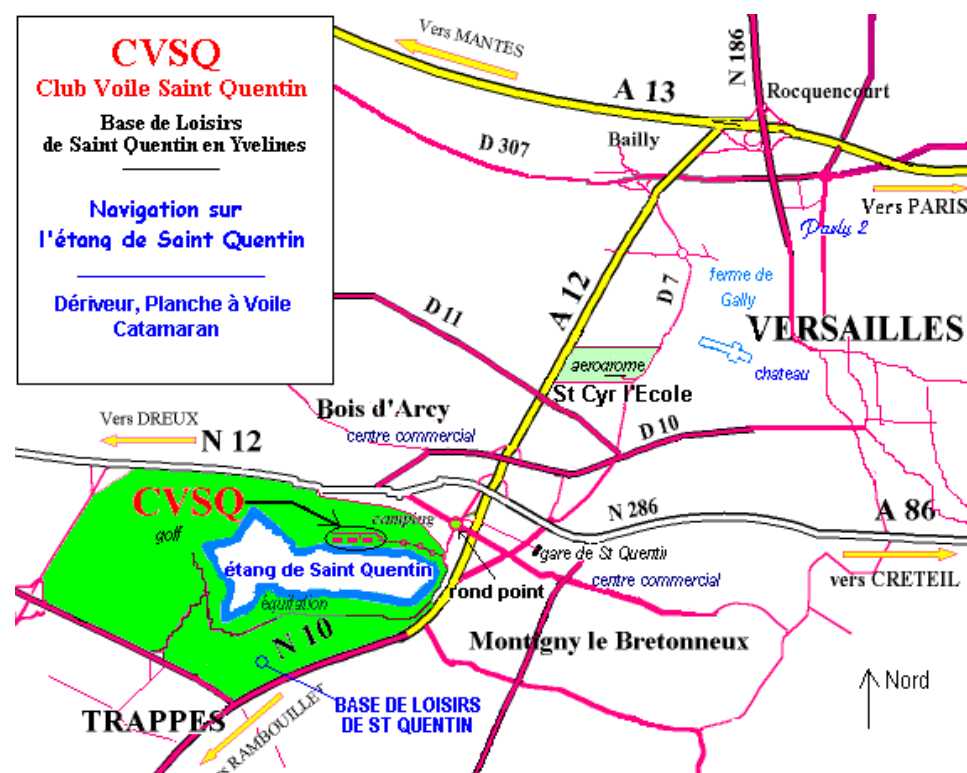 CVSQ
Club Voile Saint Quentin
Base de Loisirs
de Saint Quentin en Yvelines
Navigation sur
l'étang de Saint Quentin
Dériveur, Planche à Voile
Catamaran
Vers MANTES
A 13
N 186
Rocquencourt
D 307
Bailly
Vers PARIS
Parly 2
A 12
D 7
ferme de
Gally
D 11
VERSAILLES
chateau
aerodrome
St Cyr l'Ecole
Bois d'Arcy
centre commercial
D 10
Vers DREUX
N 12
CVSQ
camping
golf
N 286
A 86
gare de St Quentin
étang de Saint Quentin
centre commercial
vers CRETEIL
rond point
équitation
N 10
Montigny le Bretonneux
Nord
TRAPPES
BASE DE LOISIRS
DE ST QUENTIN
RAMBOUILLET